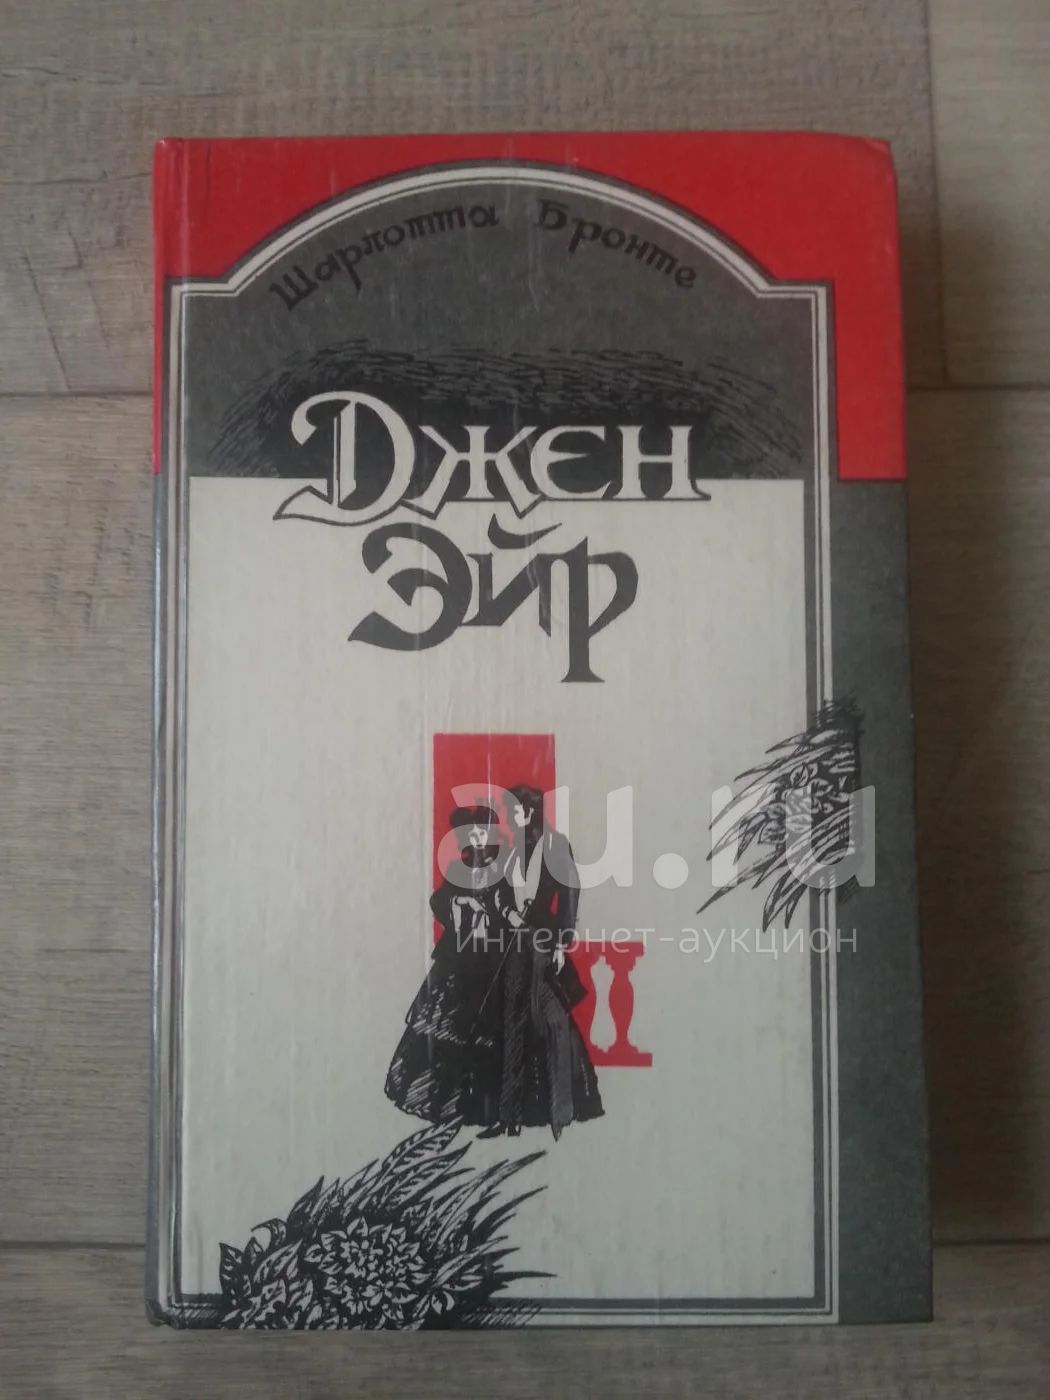 Шарлотта Бронте
Джен
Эйр
au.ru
интернет-аукцион